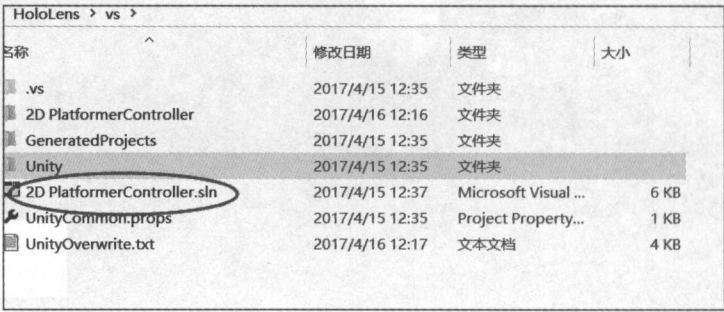 HoloLens > vs >
名称 修改日期 类型 大小
.vs 2017/4/15 12:35 文件夹
2D PlatformerController 2017/4/16 12:16 文件夹
GeneratedProjects 2017/4/15 12:35 文件夹
Unity 2017/4/15 12:35 文件夹
2D PlatformerController.sln 2017/4/15 12:37 Microsoft Visual ... 6 KB
UnityCommon.props 2017/4/15 12:35 Project Property... 1 KB
UnityOverwrite.txt 2017/4/16 12:17 文本文档 4 KB